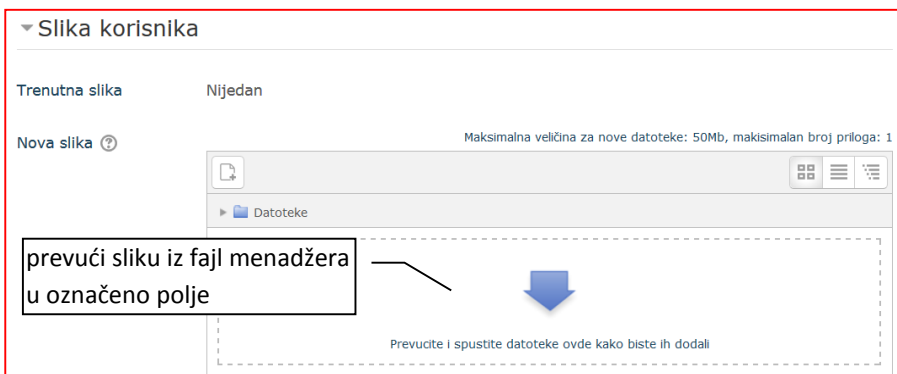 Slika korisnika
Trenutna slika Nijedan
Nova slika Maksimalna veličina za nove datoteke: 50Mb, makisimalan broj priloga: 1
Datoteke
prevući sliku iz fajl menadžera
u označeno polje
Prevucite i spustite datoteke ovde kako biste ih dodali